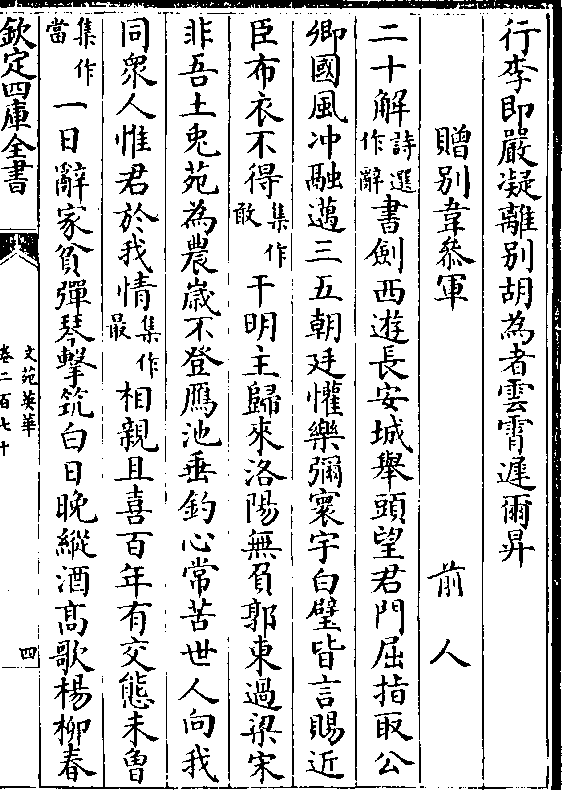 行李即嚴凝離別胡為者雲霄遲爾昇
贈別韋叅軍　前人
二十解詩選作辭書劍西遊長安城舉頭望君門屈指取公
卿國風冲融邁三五朝廷懽樂彌寰宇白璧皆言賜近
臣布衣不得集作敢干明主歸來洛陽無負郭東過梁宋
非吾土兎苑為農嵗不登鴈池垂釣心常苦世人向我
同衆人惟君於我情集作最相親且喜百年有交態未曽
集作當一日辭家貧彈琴擊筑白日晚縱酒髙歌楊柳春
欽定四庫全書
文苑英華
卷二百七十
四